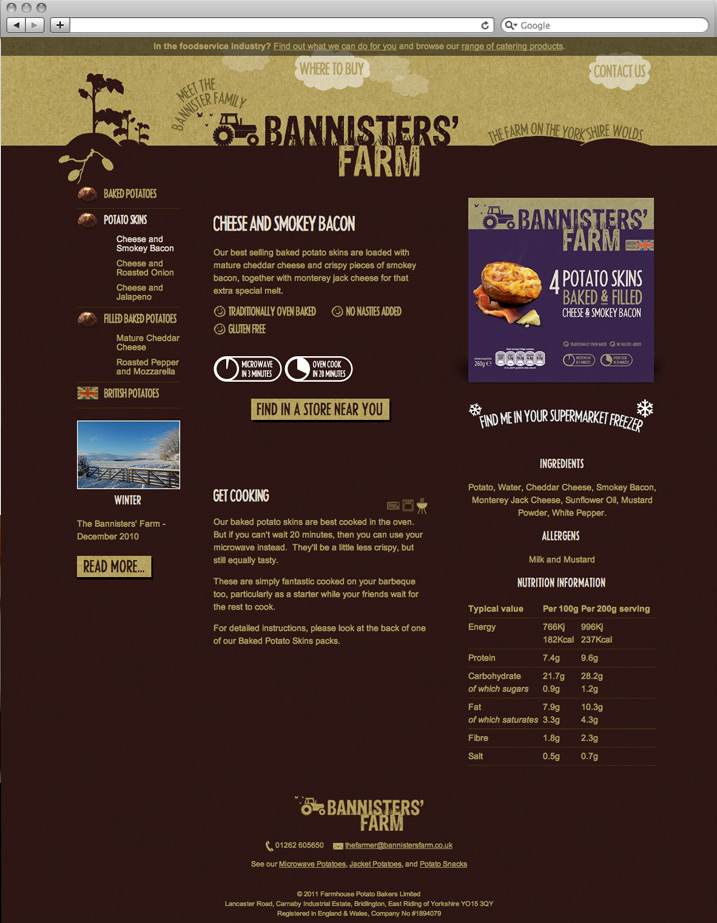 Google
In the foodservice industry? Find out what we can do for you and browse our range of catering products.
WHERE TO BUY
CONTACT US
MEET THE
BANNISTER FAMILY
BANNISTERS'
FARM
THE FARM ON THE YORKSHIRE WOLDS
BAKED POTATOES
POTATO SKINS
Cheese and
Smokey Bacon
Cheese and
Roasted Onion
Cheese and
Jalapeno
FILLED BAKED POTATOES
Mature Cheddar
Cheese
Roasted Pepper
and Mozzarella
BRITISH POTATOES
WINTER
The Bannisters' Farm -
December 2010
READ MORE...
CHEESE AND SMOKEY BACON
Our best selling baked potato skins are loaded with
mature cheddar cheese and crispy pieces of smokey
bacon, together with monterey jack cheese for that
extra special melt.
TRADITIONALLY OVEN BAKED NO NASTIES ADDED
GLUTEN FREE
MICROWAVE
IN 3 MINUTES
OVEN COOK
IN 20 MINUTES
FIND IN A STORE NEAR YOU
GET COOKING
Our baked potato skins are best cooked in the oven.
But if you can't wait 20 minutes, then you can use your
microwave instead. They'll be a little less crispy, but
still equally tasty.
These are simply fantastic cooked on your barbeque
too, particularly as a starter while your friends wait for
the rest to cook.
For detailed instructions, please look at the back of one
of our Baked Potato Skins packs.
BANNISTERS'
FARM
4 POTATO SKINS
BAKED & FILLED
CHEESE & SMOKEY BACON
TRADITIONALLY OVEN BAKED NO NASTIES ADDED
260g e
MICROWAVE
IN 3 MINUTES
OVEN COOK
IN 20 MINUTES
FIND ME IN YOUR SUPERMARKET FREEZER
INGREDIENTS
Potato, Water, Cheddar Cheese, Smokey Bacon,
Monterey Jack Cheese, Sunflower Oil, Mustard
Powder, White Pepper.
ALLERGENS
Milk and Mustard
NUTRITION INFORMATION
Typical value Per 100g Per 200g serving
Energy 766Kj 996Kj
182Kcal 237Kcal
Protein 7.4g 9.6g
Carbohydrate 21.7g 28.2g
of which sugars 0.9g 1.2g
Fat 7.9g 10.3g
of which saturates 3.3g 4.3g
Fibre 1.8g 2.3g
Salt 0.5g 0.7g
BANNISTERS'
FARM
01262 605650 thefarmer@bannistersfarm.co.uk
See our Microwave Potatoes, Jacket Potatoes, and Potato Snacks
© 2011 Farmhouse Potato Bakers Limited
Lancaster Road, Carnaby Industrial Estate, Bridlington, East Riding of Yorkshire YO15 3QY
Registered in England & Wales, Company No #1894079